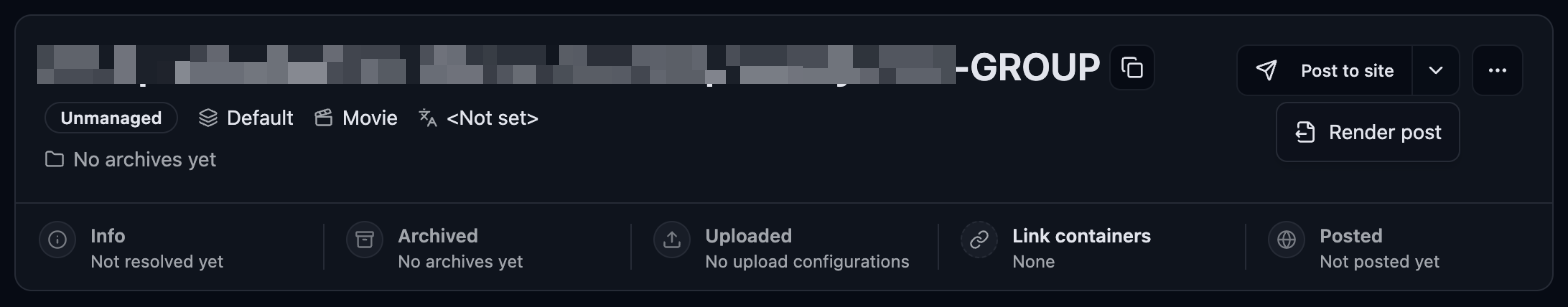 -GROUP
Post to site
Unmanaged Default Movie <Not set>
Render post
No archives yet
Info
Not resolved yet
Archived
No archives yet
Uploaded
No upload configurations
Link containers
None
Posted
Not posted yet